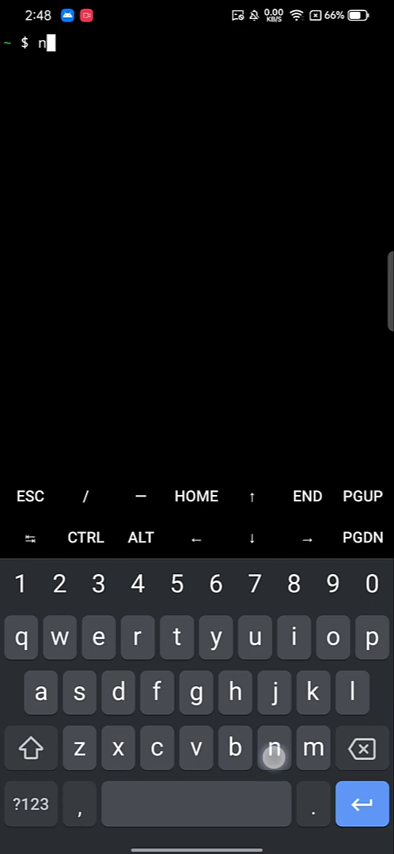 2:48 0.00 KB/S 66%
~ $ n
ESC / — HOME ↑ END PGUP
↹ CTRL ALT ← ↓ → PGDN
1 2 3 4 5 6 7 8 9 0
q w e r t y u i o p
a s d f g h j k l
z x c v b n m
?123 , .